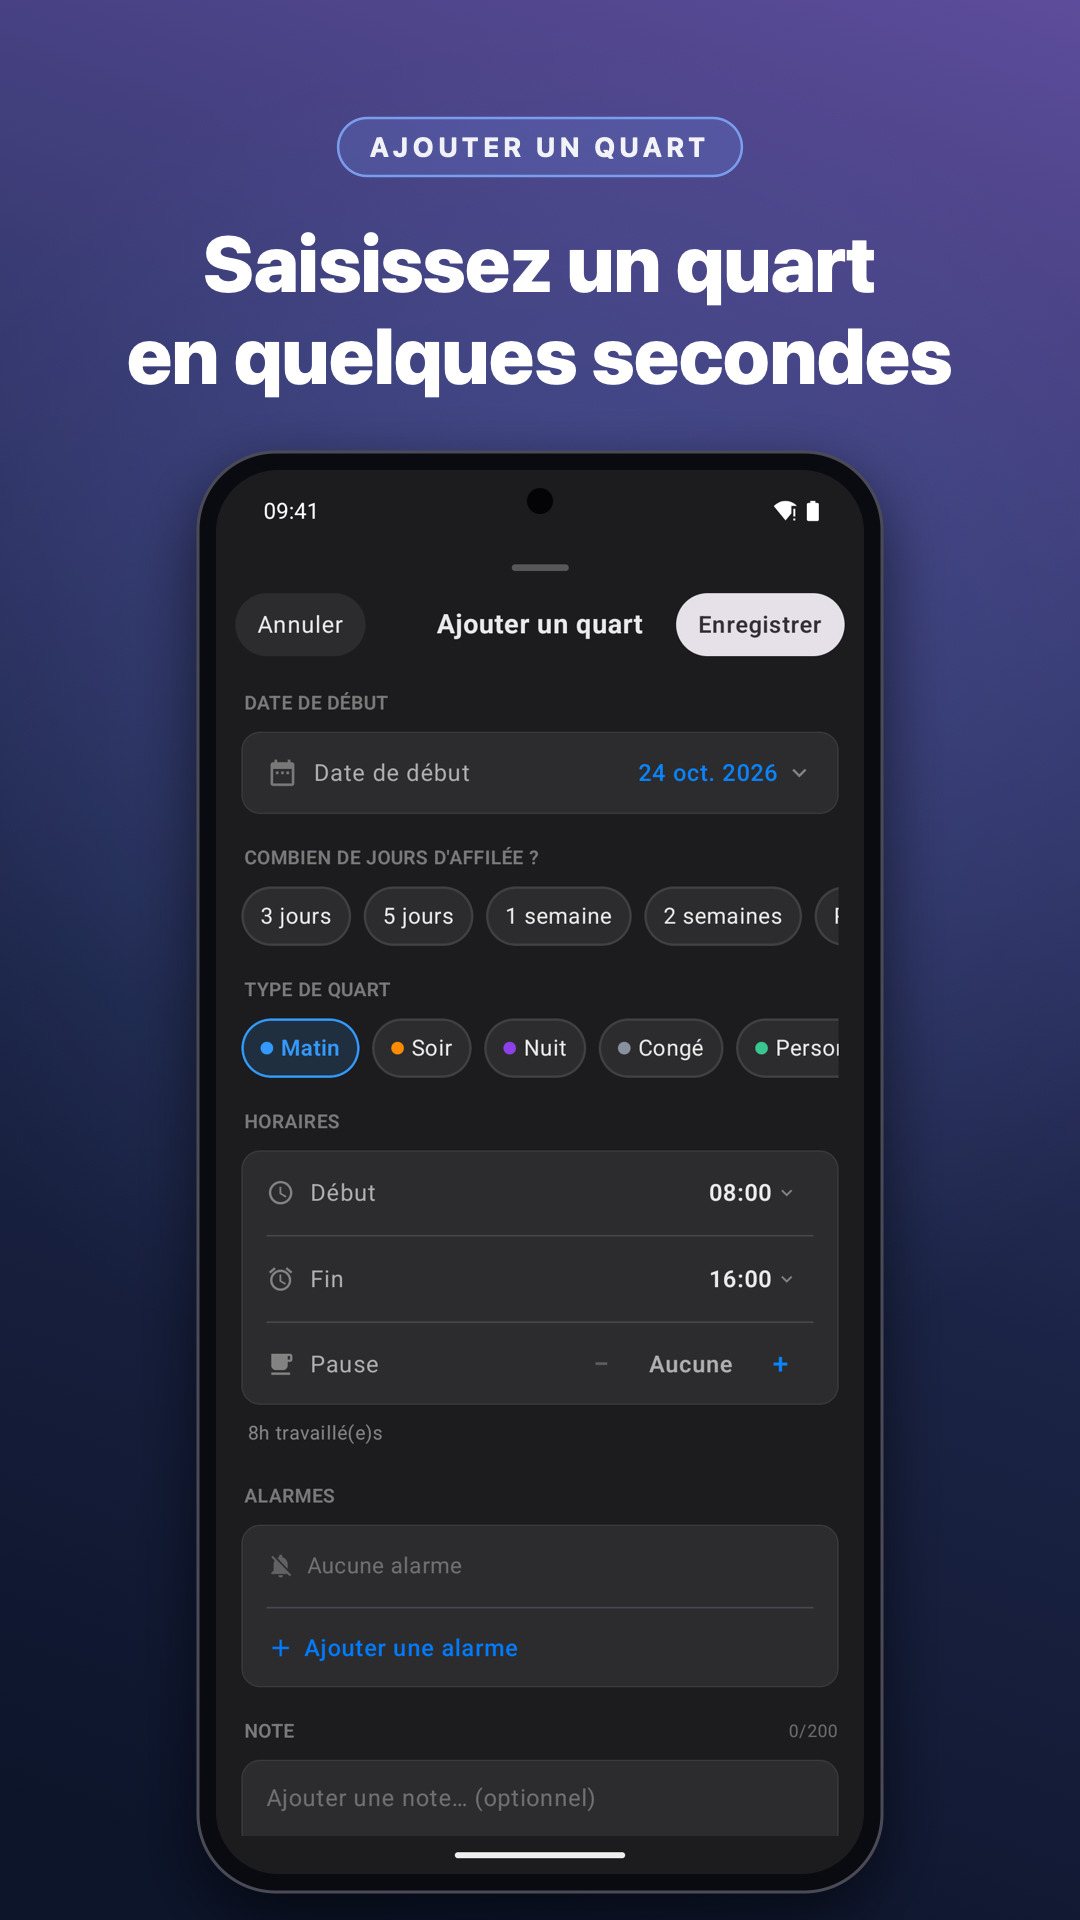 AJOUTER UN QUART
Saisissez un quart
en quelques secondes
09:41
Annuler
Ajouter un quart
Enregistrer
DATE DE DÉBUT
Date de début
24 oct. 2026
COMBIEN DE JOURS D'AFFILÉE ?
3 jours
5 jours
1 semaine
2 semaines
TYPE DE QUART
Matin
Soir
Nuit
Congé
HORAIRES
Début
08:00
Fin
16:00
Pause
− Aucune +
8h travaillé(e)s
ALARMES
Aucune alarme
+ Ajouter une alarme
NOTE
0/200
Ajouter une note… (optionnel)